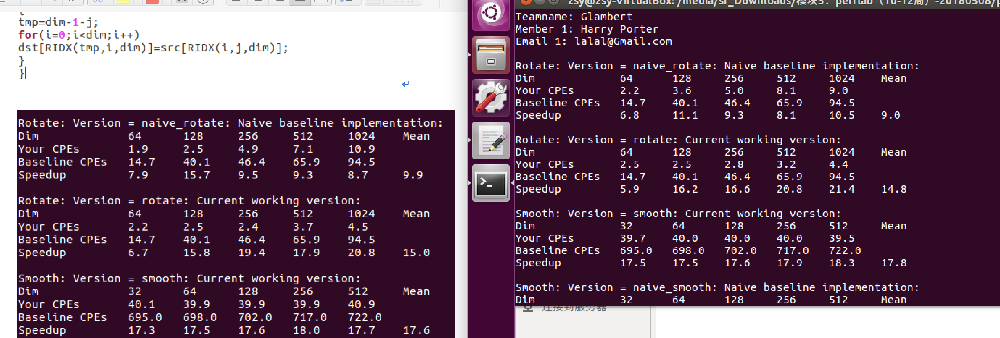 {
tmp=dim-1-j;
for(i=0;i<dim;i++)
dst[RIDX(tmp,i,dim)]=src[RIDX(i,j,dim)];
}
}
Rotate: Version = naive_rotate: Naive baseline implementation:
Dim 64 128 256 512 1024 Mean
Your CPEs 1.9 2.5 4.9 7.1 10.9
Baseline CPEs 14.7 40.1 46.4 65.9 94.5
Speedup 7.9 15.7 9.5 9.3 8.7 9.9
Rotate: Version = rotate: Current working version:
Dim 64 128 256 512 1024 Mean
Your CPEs 2.2 2.5 2.4 3.7 4.5
Baseline CPEs 14.7 40.1 46.4 65.9 94.5
Speedup 6.7 15.8 19.4 17.9 20.8 15.0
Smooth: Version = smooth: Current working version:
Dim 32 64 128 256 512 Mean
Your CPEs 40.1 39.9 39.9 39.9 40.9
Baseline CPEs 695.0 698.0 702.0 717.0 722.0
Speedup 17.3 17.5 17.6 18.0 17.7 17.6
zsy@zsy-VirtualBox: /media/sf_Downloads/模块3：perflab（10-12周）-20180508/p
Teamname: Glambert
Member 1: Harry Porter
Email 1: lalal@Gmail.com
Rotate: Version = naive_rotate: Naive baseline implementation:
Dim 64 128 256 512 1024 Mean
Your CPEs 2.2 3.6 5.0 8.1 9.0
Baseline CPEs 14.7 40.1 46.4 65.9 94.5
Speedup 6.8 11.1 9.3 8.1 10.5 9.0
Rotate: Version = rotate: Current working version:
Dim 64 128 256 512 1024 Mean
Your CPEs 2.5 2.5 2.8 3.2 4.4
Baseline CPEs 14.7 40.1 46.4 65.9 94.5
Speedup 5.9 16.2 16.6 20.8 21.4 14.8
Smooth: Version = smooth: Current working version:
Dim 32 64 128 256 512 Mean
Your CPEs 39.7 40.0 40.0 40.0 39.5
Baseline CPEs 695.0 698.0 702.0 717.0 722.0
Speedup 17.5 17.5 17.6 17.9 18.3 17.8
Smooth: Version = naive_smooth: Naive baseline implementation:
Dim 32 64 128 256 512 Mean
连接到服务器